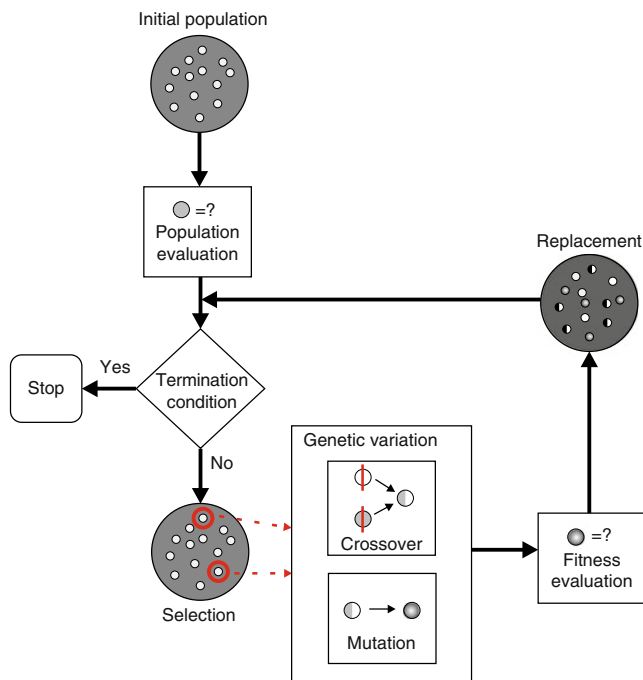 Initial population
=?
Population
evaluation
Replacement
Yes
Stop
Termination
condition
No
Genetic variation
Crossover
=?
Fitness
evaluation
Selection
Mutation